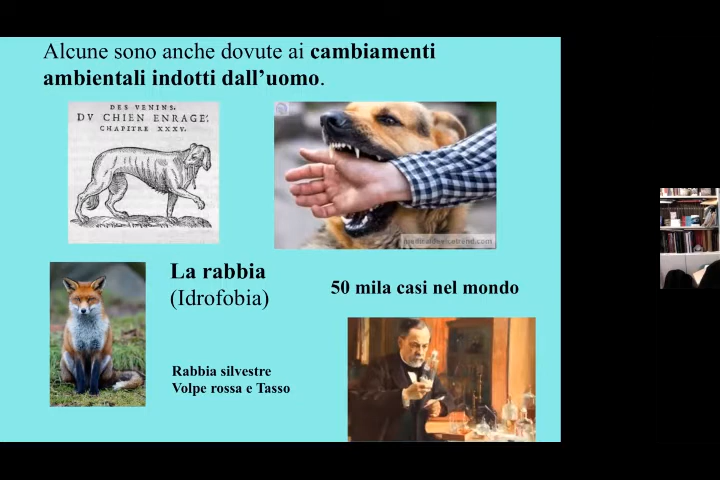 Alcune sono anche dovute ai cambiamenti
ambientali indotti dall'uomo.
DES VENINS.
DV CHIEN ENRAGE'.
CHAPITRE XXXV.
La rabbia
(Idrofobia)
50 mila casi nel mondo
Rabbia silvestre
Volpe rossa e Tasso